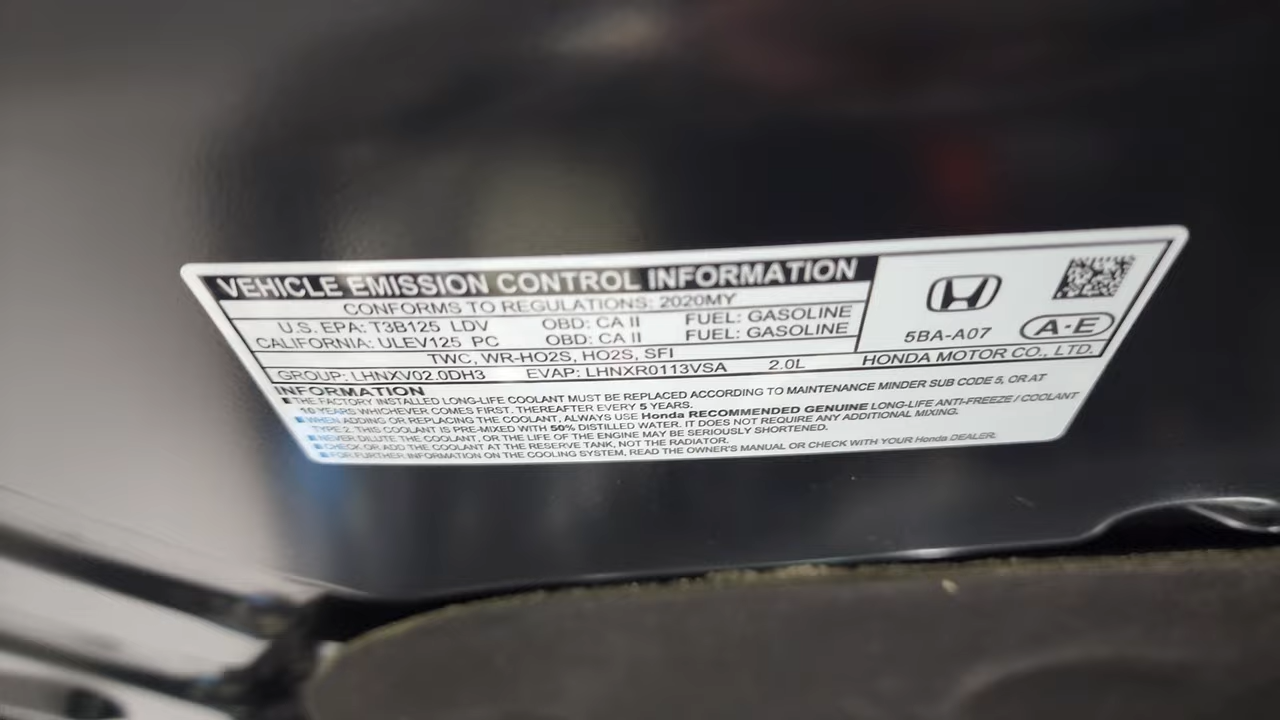 VEHICLE EMISSION CONTROL INFORMATION
CONFORMS TO REGULATIONS: 2020MY
U.S. EPA: T3B125 LDV OBD: CA II FUEL: GASOLINE
CALIFORNIA: ULEV125 PC OBD: CA II FUEL: GASOLINE
5BA-A07 A-E
TWC, WR-HO2S, HO2S, SFI
HONDA MOTOR CO., LTD.
GROUP: LHNXV02.0DH3 EVAP: LHNXR0113VSA 2.0L
INFORMATION
THE FACTORY INSTALLED LONG-LIFE COOLANT MUST BE REPLACED ACCORDING TO MAINTENANCE MINDER SUB CODE 5, OR AT
10 YEARS WHICHEVER COMES FIRST. THEREAFTER EVERY 5 YEARS.
WHEN ADDING OR REPLACING THE COOLANT, ALWAYS USE Honda RECOMMENDED GENUINE LONG-LIFE ANTI-FREEZE / COOLANT
TYPE 2. THIS COOLANT IS PRE-MIXED WITH 50% DISTILLED WATER. IT DOES NOT REQUIRE ANY ADDITIONAL MIXING.
NEVER DILUTE THE COOLANT, OR THE LIFE OF THE ENGINE MAY BE SERIOUSLY SHORTENED.
CHECK OR ADD THE COOLANT AT THE RESERVE TANK, NOT THE RADIATOR.
FOR FURTHER INFORMATION ON THE COOLING SYSTEM, READ THE OWNER'S MANUAL OR CHECK WITH YOUR Honda DEALER.